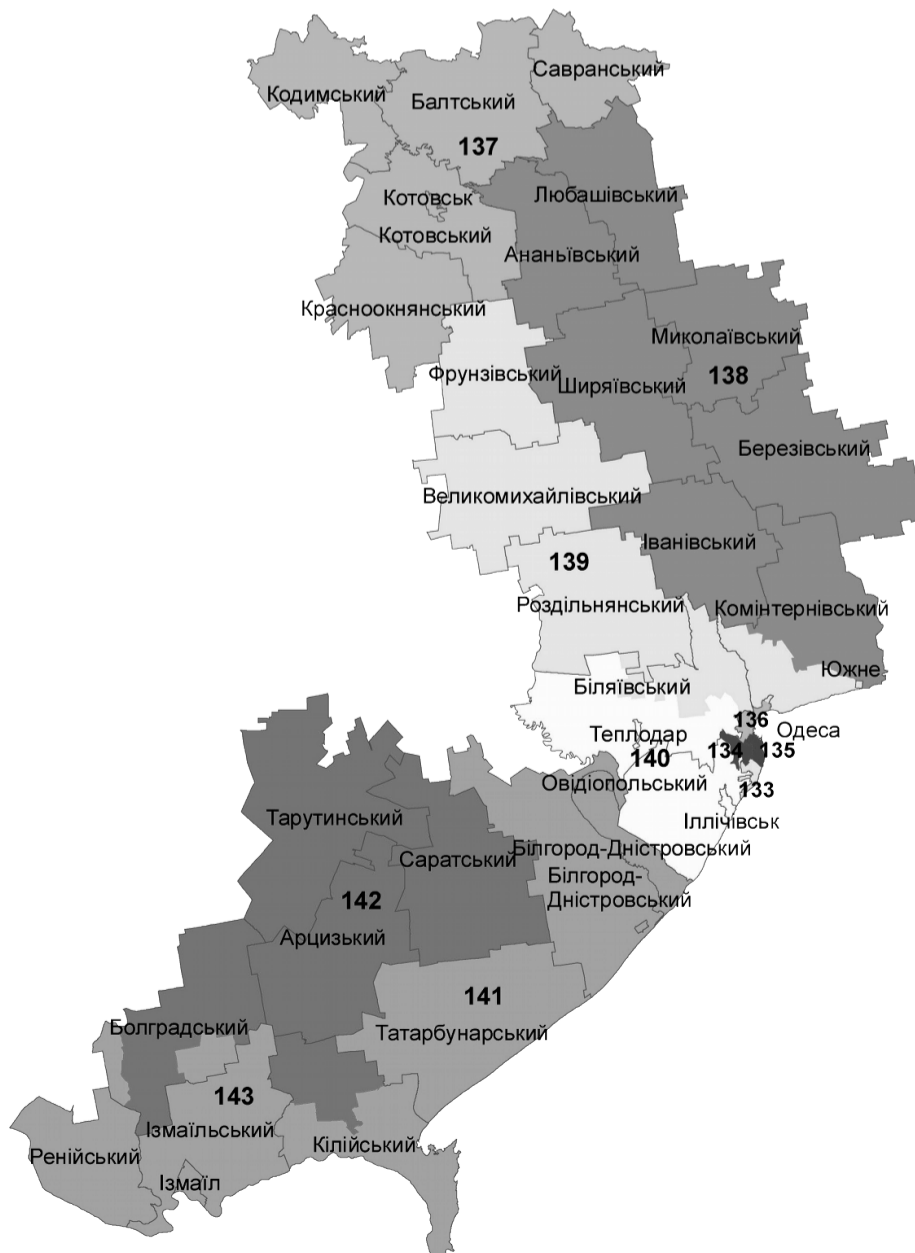 Савранський
Кодимський
Балтський
137
Любашівський
Котовськ
Котовський
Ананьївський
Красноокнянський
Миколаївський
Фрунзівський
138
Ширяївський
Березівський
Великомихайлівський
Іванівський
139
Роздільнянський
Комінтернівський
Южне
Біляївський
136
Одеса
Теплодар
134
135
140
Овідіопольський
133
Іллічівськ
Тарутинський
Білгород-Дністровський
Саратський
Білгород-
Дністровський
142
Арцизький
141
Болградський
Татарбунарський
143
Ізмаїльський
Кілійський
Ренійський
Ізмаїл